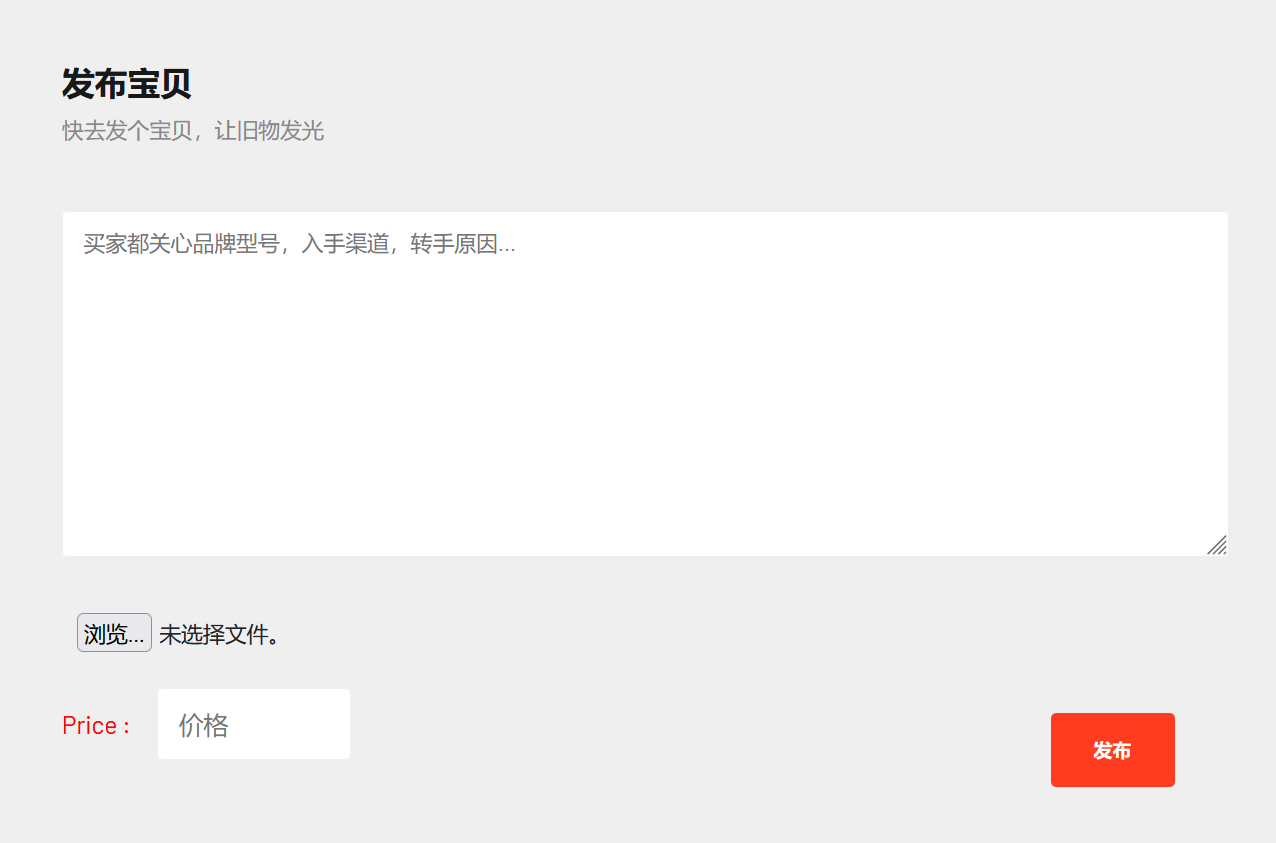 发布宝贝
快去发个宝贝，让旧物发光
买家都关心品牌型号，入手渠道，转手原因...
浏览... 未选择文件。
Price : 价格
发布